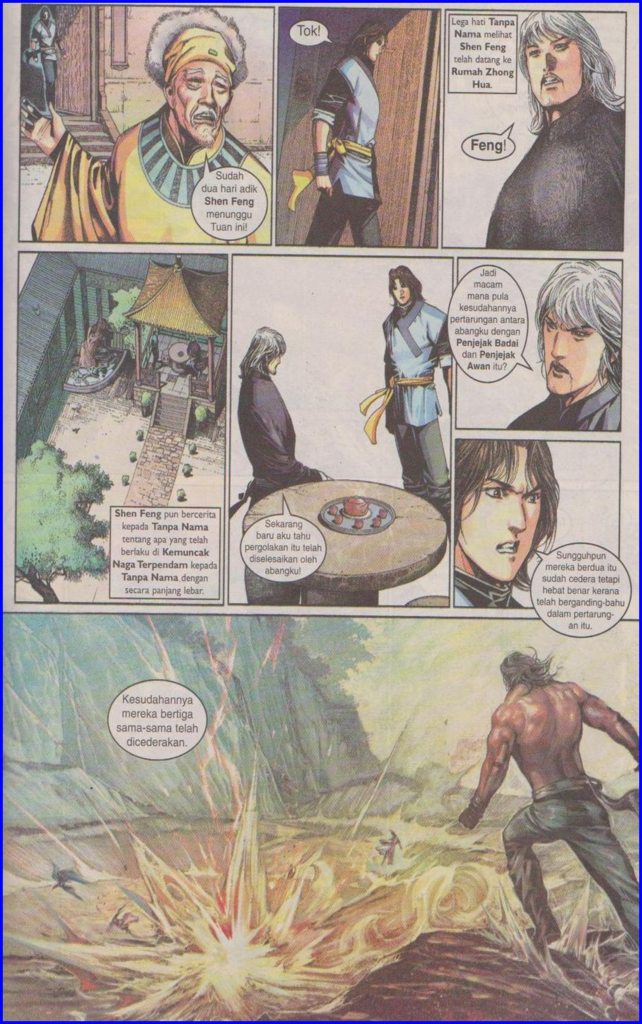 Sudah
dua hari adik
Shen Feng
menunggu
Tuan ini!
Tok!
Lega hati Tanpa
Nama melihat
Shen Feng
telah datang ke
Rumah Zhong
Hua.
Feng!
Shen Feng pun bercerita
kepada Tanpa Nama
tentang apa yang telah
berlaku di Kemuncak
Naga Terpendam kepada
Tanpa Nama dengan
secara panjang lebar.
Sekarang
baru aku tahu
pergolakan itu telah
diselesaikan oleh
abangku!
Jadi
macam
mana pula
kesudahannya
pertarungan antara
abangku dengan
Penjejak Badai
dan Penjejak
Awan itu?
Sungguhpun
mereka berdua itu
sudah cedera tetapi
hebat benar kerana
telah berganding-bahu
dalam pertarung-
an itu.
Kesudahannya
mereka bertiga
sama-sama telah
dicederakan.